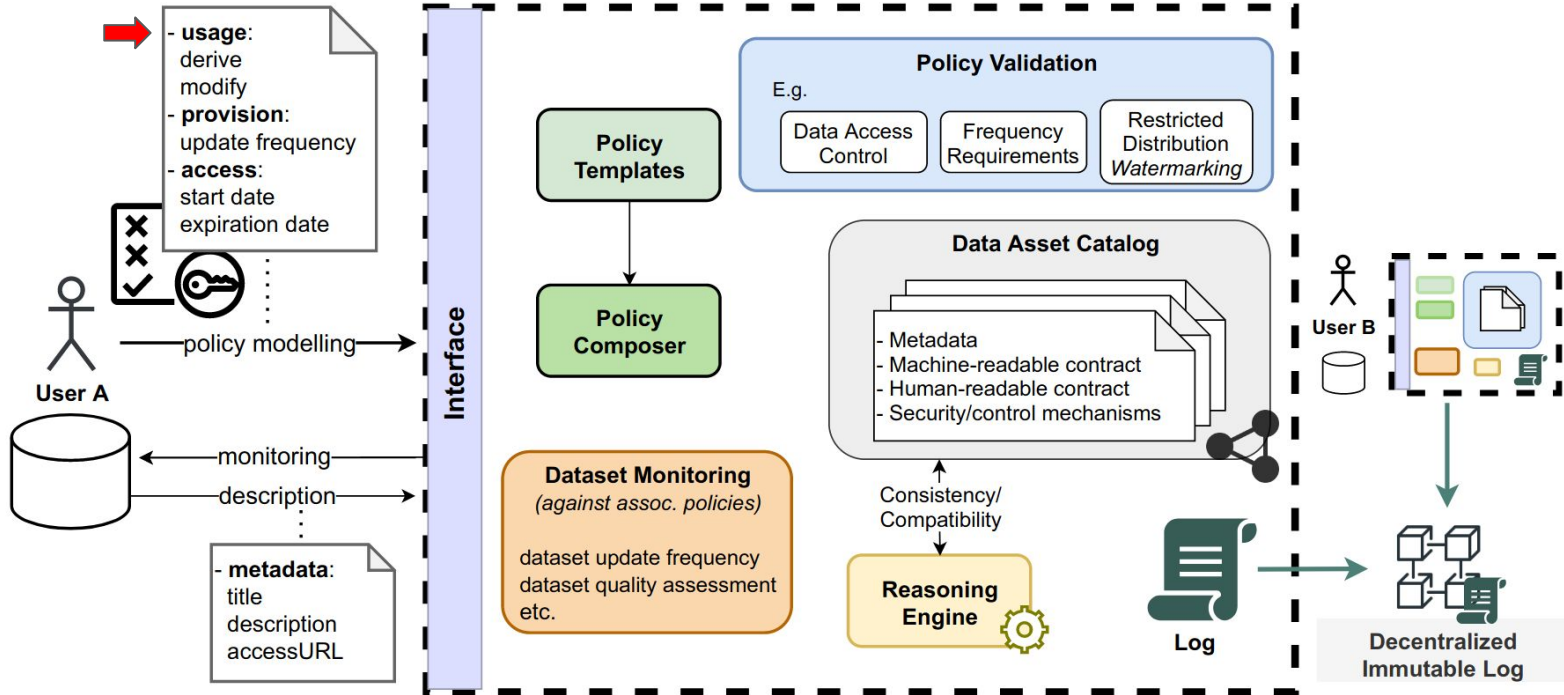 - usage:
derive
modify
- provision:
update frequency
- access:
start date
expiration date
User A
policy modelling
monitoring
description
- metadata:
title
description
accessURL
Interface
Policy
Templates
Policy
Composer
Policy Validation
E.g.
Data Access
Control
Frequency
Requirements
Restricted
Distribution
Watermarking
Data Asset Catalog
- Metadata
- Machine-readable contract
- Human-readable contract
- Security/control mechanisms
Dataset Monitoring
(against assoc. policies)
dataset update frequency
dataset quality assessment
etc.
Consistency/
Compatibility
Reasoning
Engine
Log
User B
Decentralized
Immutable Log